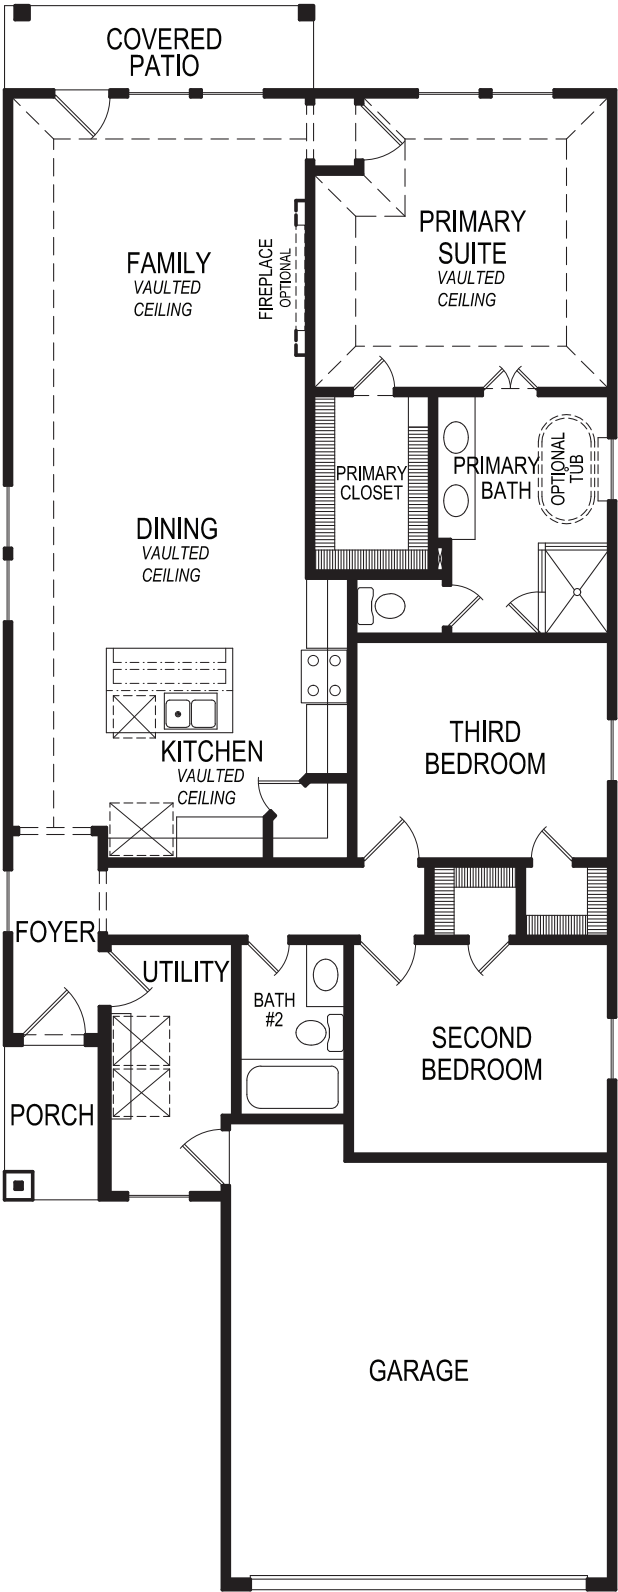 COVERED
PATIO
FAMILY
VAULTED
CEILING
FIREPLACE
OPTIONAL
PRIMARY
SUITE
VAULTED
CEILING
PRIMARY
CLOSET
PRIMARY
BATH
OPTIONAL
TUB
DINING
VAULTED
CEILING
KITCHEN
VAULTED
CEILING
THIRD
BEDROOM
FOYER
UTILITY
BATH
#2
SECOND
BEDROOM
PORCH
GARAGE